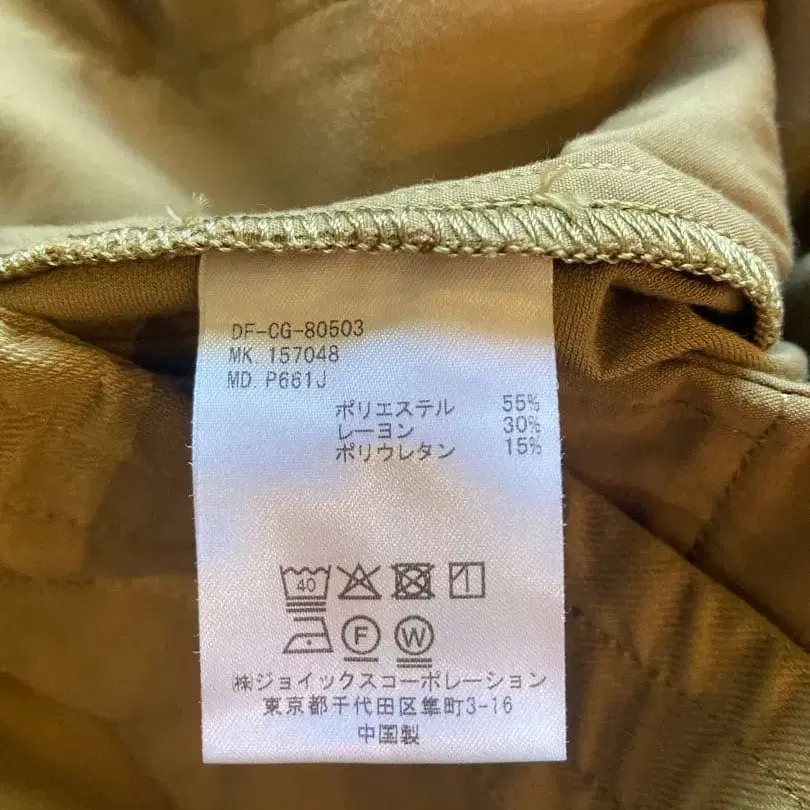 DF-CG-80503
MK. 157048
MD. P661J
ポリエステル 55%
レーヨン 30%
ポリウレタン 15%
40
F W
㈱ジョイックスコーポレーション
東京都千代田区隼町3-16
中国製